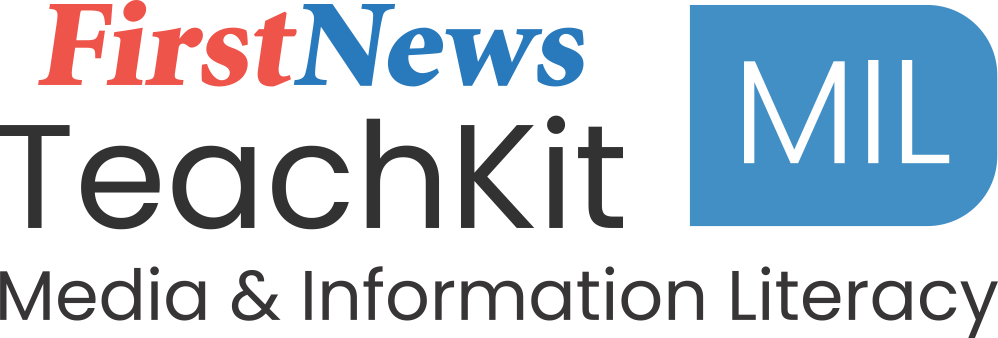 FirstNews
TeachKit
MIL
Media & Information Literacy